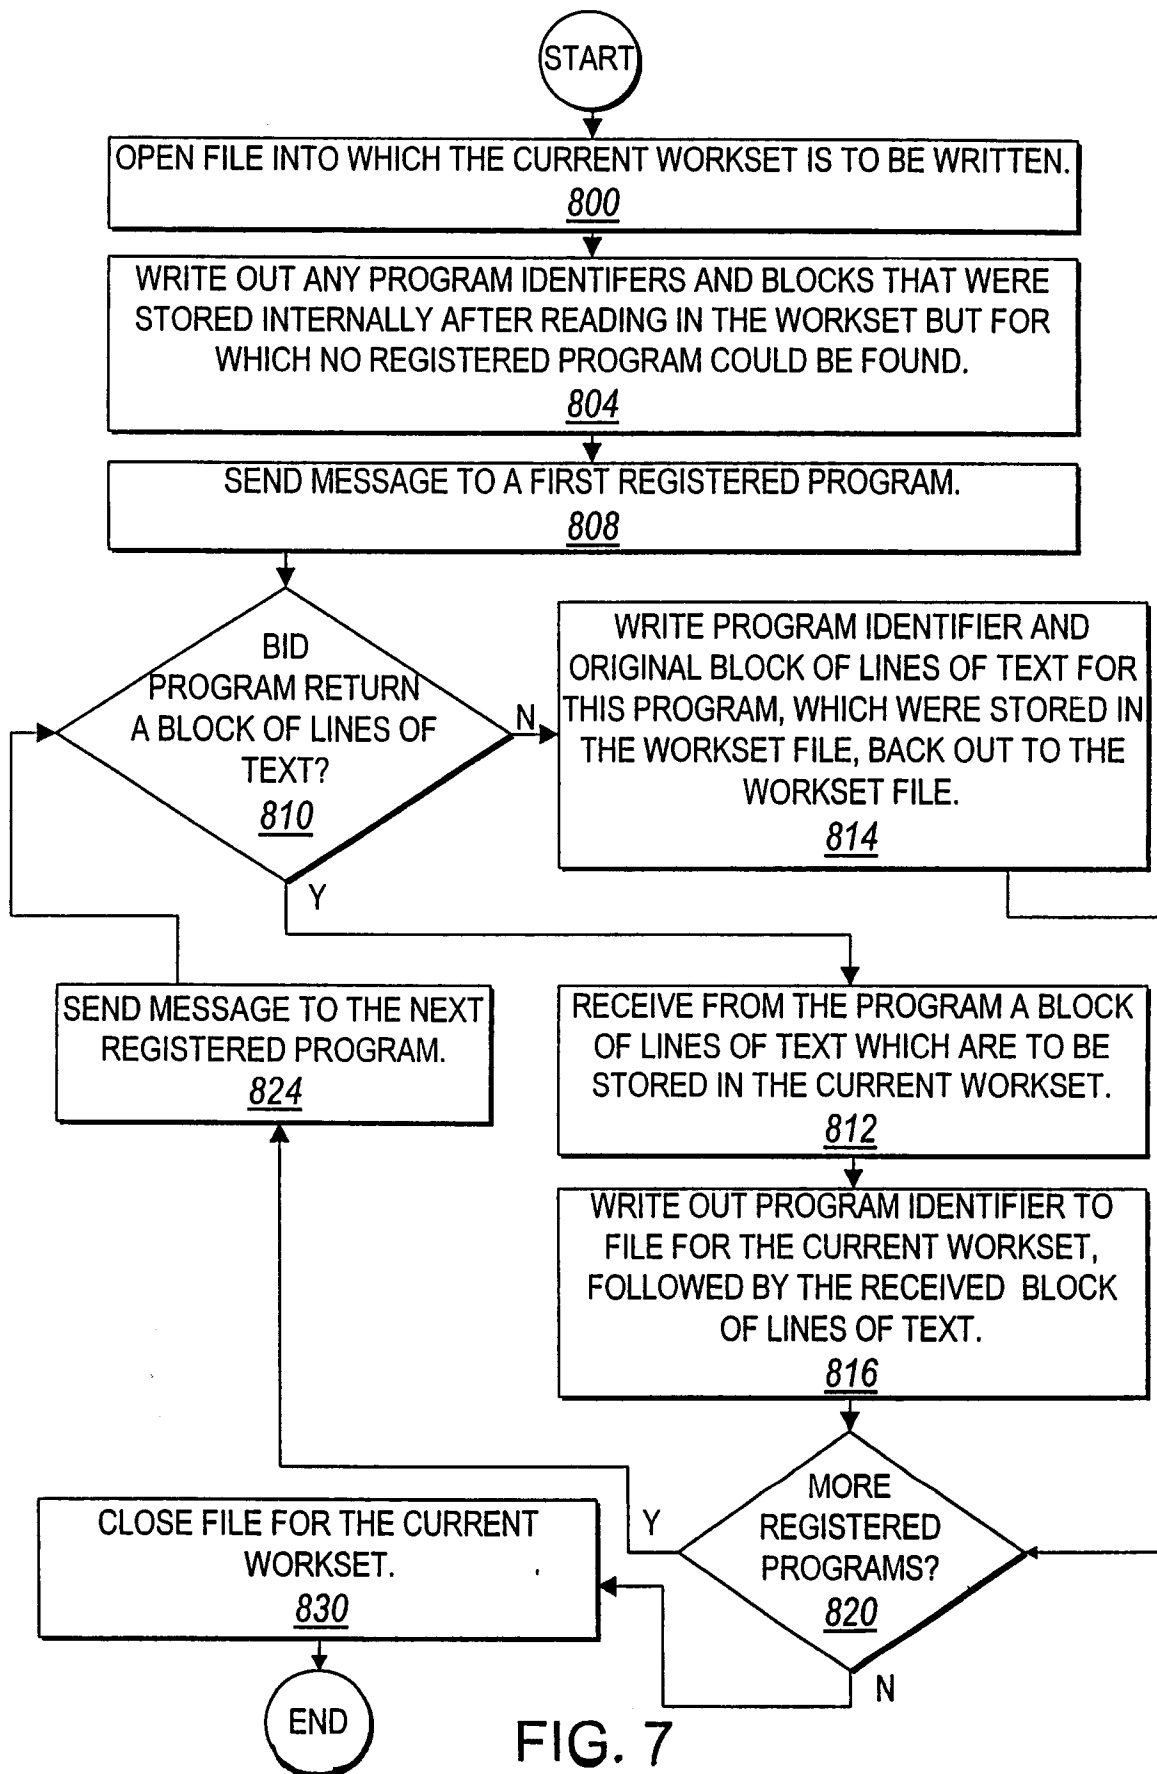 START
OPEN FILE INTO WHICH THE CURRENT WORKSET IS TO BE WRITTEN.
800
WRITE OUT ANY PROGRAM IDENTIFERS AND BLOCKS THAT WERE
STORED INTERNALLY AFTER READING IN THE WORKSET BUT FOR
WHICH NO REGISTERED PROGRAM COULD BE FOUND.
804
SEND MESSAGE TO A FIRST REGISTERED PROGRAM.
808
BID
PROGRAM RETURN
A BLOCK OF LINES OF
TEXT?
810
N
WRITE PROGRAM IDENTIFIER AND
ORIGINAL BLOCK OF LINES OF TEXT FOR
THIS PROGRAM, WHICH WERE STORED IN
THE WORKSET FILE, BACK OUT TO THE
WORKSET FILE.
814
Y
SEND MESSAGE TO THE NEXT
REGISTERED PROGRAM.
824
RECEIVE FROM THE PROGRAM A BLOCK
OF LINES OF TEXT WHICH ARE TO BE
STORED IN THE CURRENT WORKSET.
812
WRITE OUT PROGRAM IDENTIFIER TO
FILE FOR THE CURRENT WORKSET,
FOLLOWED BY THE RECEIVED BLOCK
OF LINES OF TEXT.
816
MORE
REGISTERED
PROGRAMS?
820
Y
N
CLOSE FILE FOR THE CURRENT
WORKSET.
830
END
FIG. 7